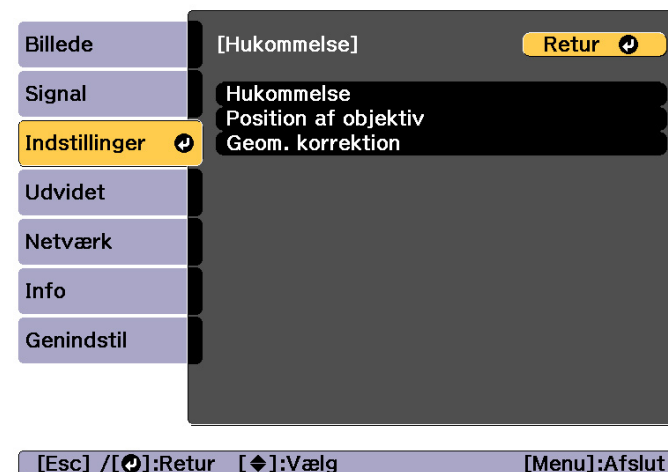 Billede
Signal
Indstillinger
Udvidet
Netværk
Info
Genindstil
[Hukommelse]
Retur
Hukommelse
Position af objektiv
Geom. korrektion
[Esc] /[⏎]:Retur [◆]:Vælg [Menu]:Afslut